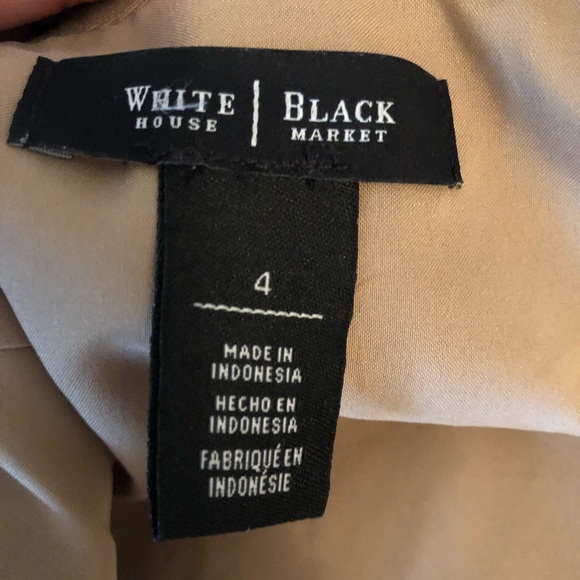 WHITE | BLACK
HOUSE MARKET
4
MADE IN
INDONESIA
HECHO EN
INDONESIA
FABRIQUÉ EN
INDONÉSIE